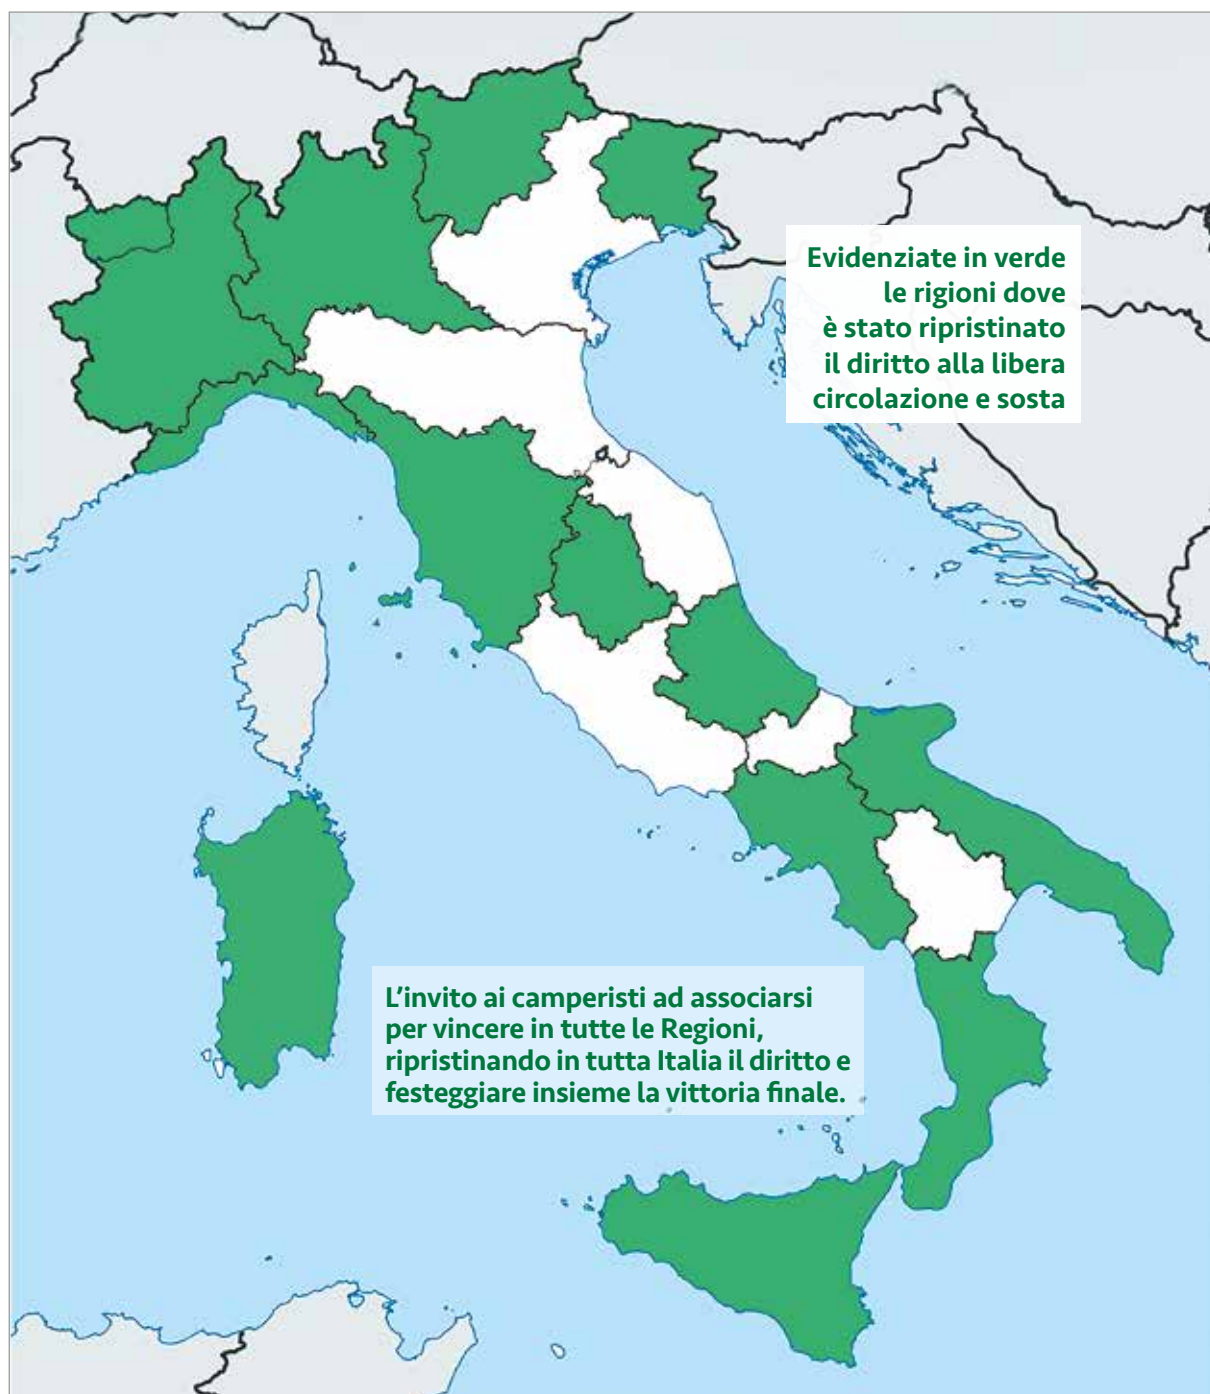 Evidenziate in verde
le rigioni dove
è stato ripristinato
il diritto alla libera
circolazione e sosta
L’invito ai camperisti ad associarsi
per vincere in tutte le Regioni,
ripristinando in tutta Italia il diritto e
festeggiare insieme la vittoria finale.